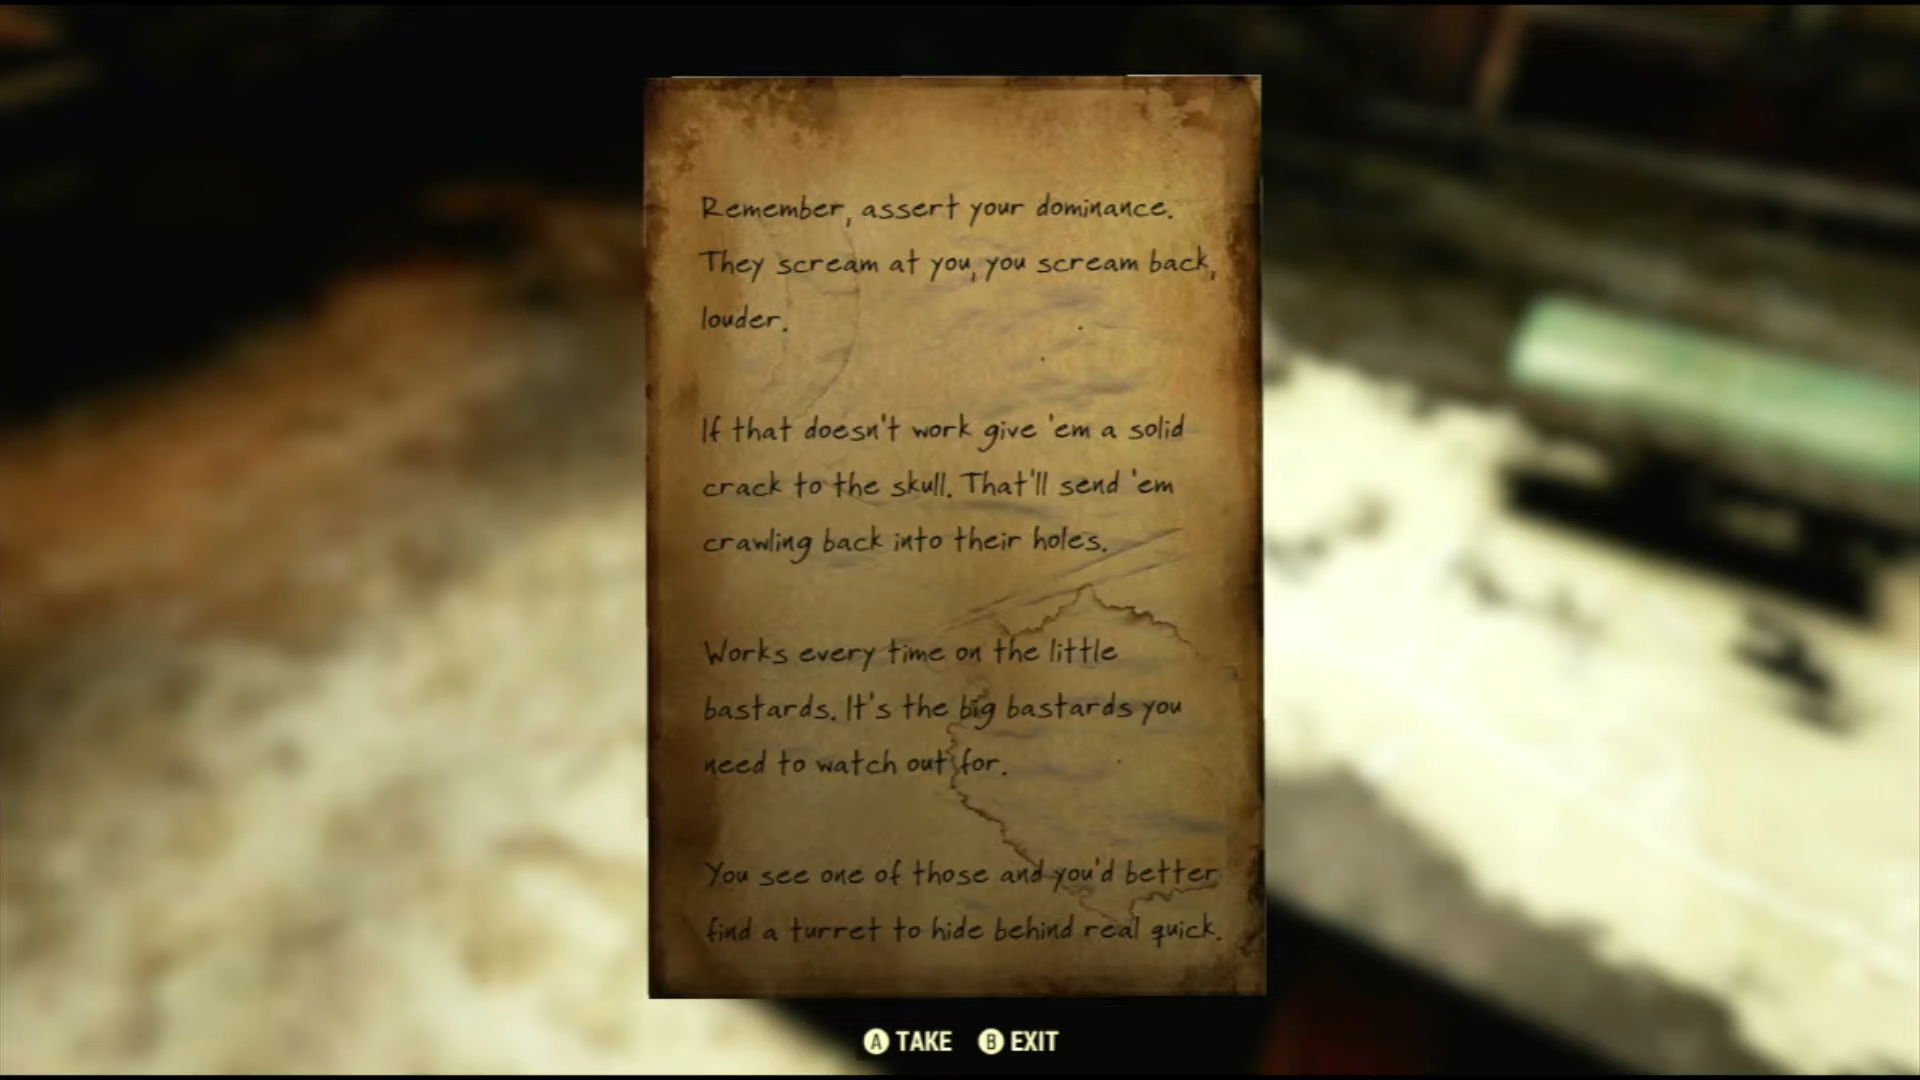 Remember, assert your dominance.
They scream at you, you scream back,
louder.
If that doesn't work give 'em a solid
crack to the skull. That'll send 'em
crawling back into their holes.
Works every time on the little
bastards. It's the big bastards you
need to watch out for.
You see one of those and you'd better
find a turret to hide behind real quick.
A TAKE B EXIT